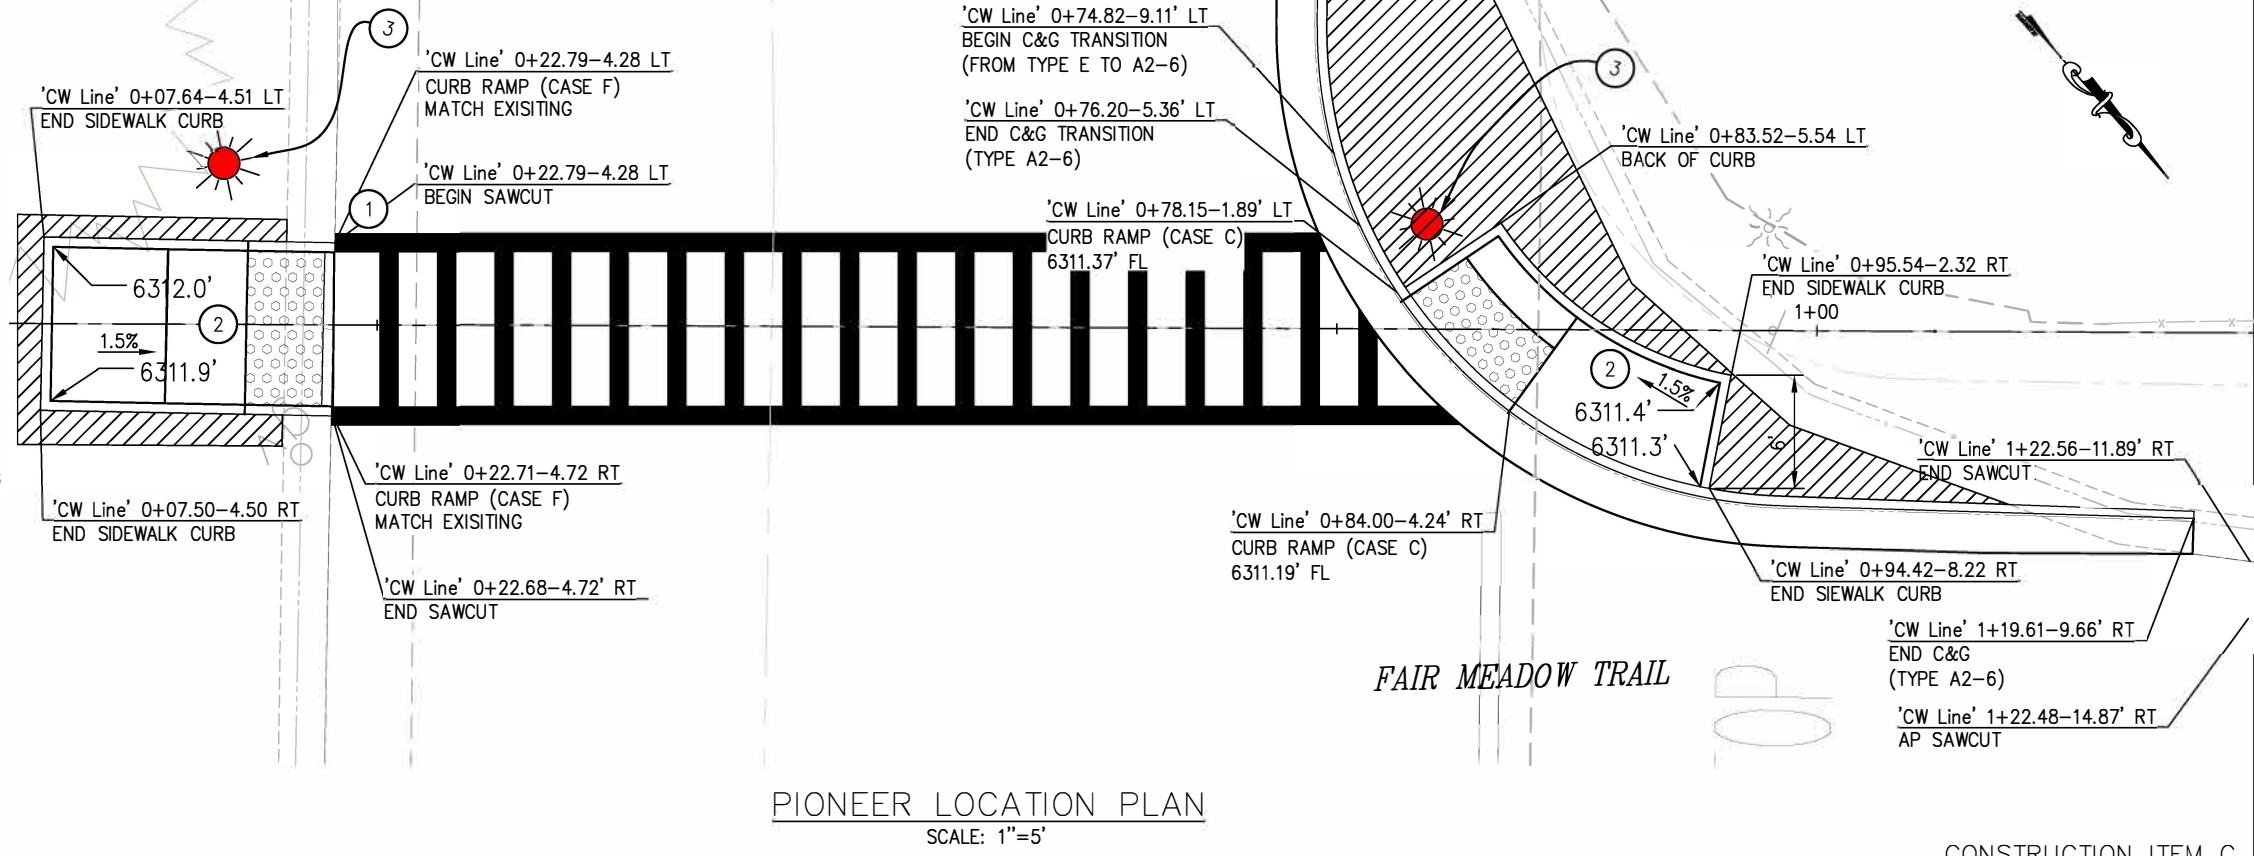 3
'CW Line' 0+07.64-4.51 LT
END SIDEWALK CURB
'CW Line' 0+22.79-4.28 LT
CURB RAMP (CASE F)
MATCH EXISITING
'CW Line' 0+22.79-4.28 LT
BEGIN SAWCUT
1
'CW Line' 0+74.82-9.11' LT
BEGIN C&G TRANSITION
(FROM TYPE E TO A2-6)
'CW Line' 0+76.20-5.36' LT
END C&G TRANSITION
(TYPE A2-6)
'CW Line' 0+78.15-1.89' LT
CURB RAMP (CASE C)
6311.37' FL
3
'CW Line' 0+83.52-5.54 LT
BACK OF CURB
'CW Line' 0+95.54-2.32 RT
END SIDEWALK CURB
1+00
6312.0'
2
1.5%
6311.9'
2
1.5%
6311.4'
6311.3'
6'
'CW Line' 1+22.56-11.89' RT
END SAWCUT
'CW Line' 0+22.71-4.72 RT
CURB RAMP (CASE F)
MATCH EXISITING
'CW Line' 0+07.50-4.50 RT
END SIDEWALK CURB
'CW Line' 0+22.68-4.72' RT
END SAWCUT
'CW Line' 0+84.00-4.24' RT
CURB RAMP (CASE C)
6311.19' FL
'CW Line' 0+94.42-8.22 RT
END SIEWALK CURB
'CW Line' 1+19.61-9.66' RT
END C&G
(TYPE A2-6)
'CW Line' 1+22.48-14.87' RT
AP SAWCUT
FAIR MEADOW TRAIL
PIONEER LOCATION PLAN
SCALE: 1"=5'
CONSTRUCTION ITEM C